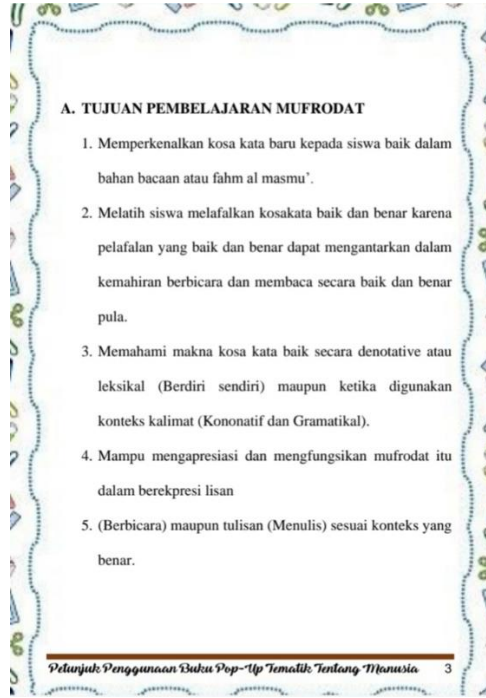 A. TUJUAN PEMBELAJARAN MUFRODAT
1. Memperkenalkan kosa kata baru kepada siswa baik dalam
bahan bacaan atau fahm al masmu’.
2. Melatih siswa melafalkan kosakata baik dan benar karena
pelafalan yang baik dan benar dapat mengantarkan dalam
kemahiran berbicara dan membaca secara baik dan benar
pula.
3. Memahami makna kosa kata baik secara denotative atau
leksikal (Berdiri sendiri) maupun ketika digunakan
konteks kalimat (Kononatif dan Gramatikal).
4. Mampu mengapresiasi dan mengfungsikan mufrodat itu
dalam berekpresi lisan
5. (Berbicara) maupun tulisan (Menulis) sesuai konteks yang
benar.
Petunjuk Penggunaan Buku Pop-Up Tematik Tentang Manusia 3